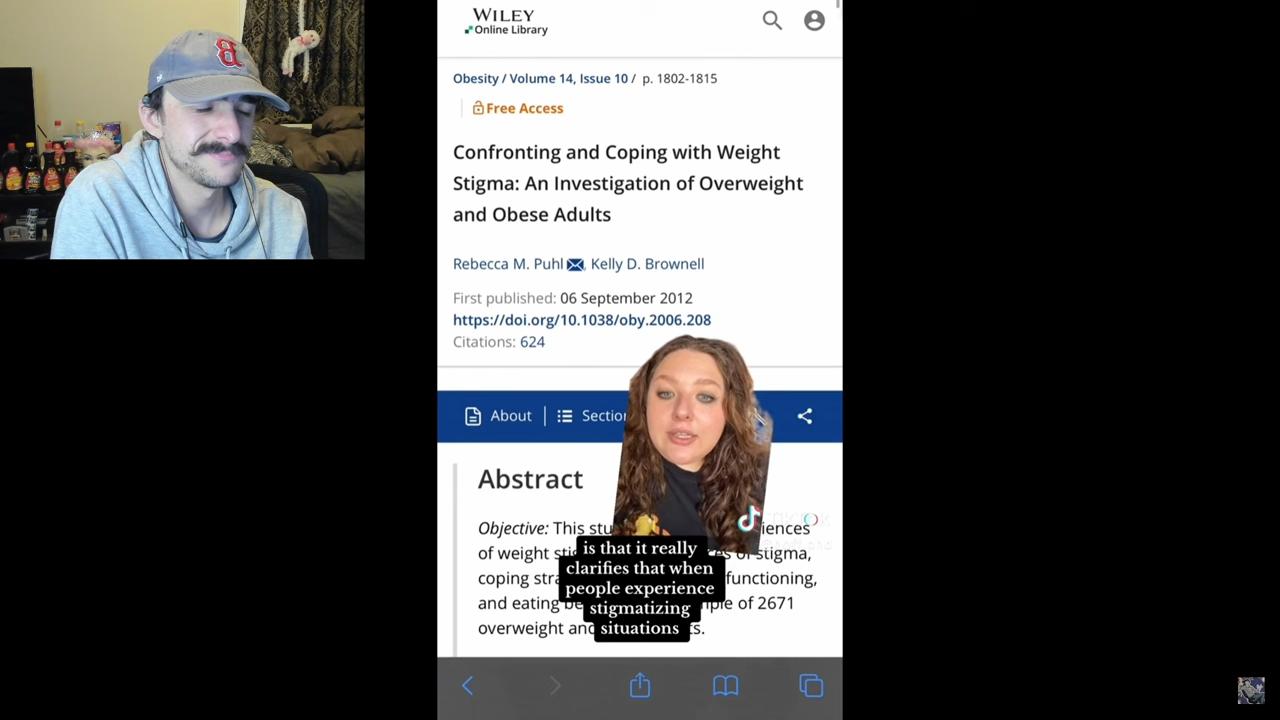 WILEY
Online Library
Obesity / Volume 14, Issue 10 / p. 1802-1815
Free Access
Confronting and Coping with Weight
Stigma: An Investigation of Overweight
and Obese Adults
Rebecca M. Puhl, Kelly D. Brownell
First published: 06 September 2012
https://doi.org/10.1038/oby.2006.208
Citations: 624
About
Abstract
Objective: This
of weight stigma,
coping functioning,
and eating of 2671
overweight
is that it really
clarifies that when
people experience
stigmatizing
situations
B